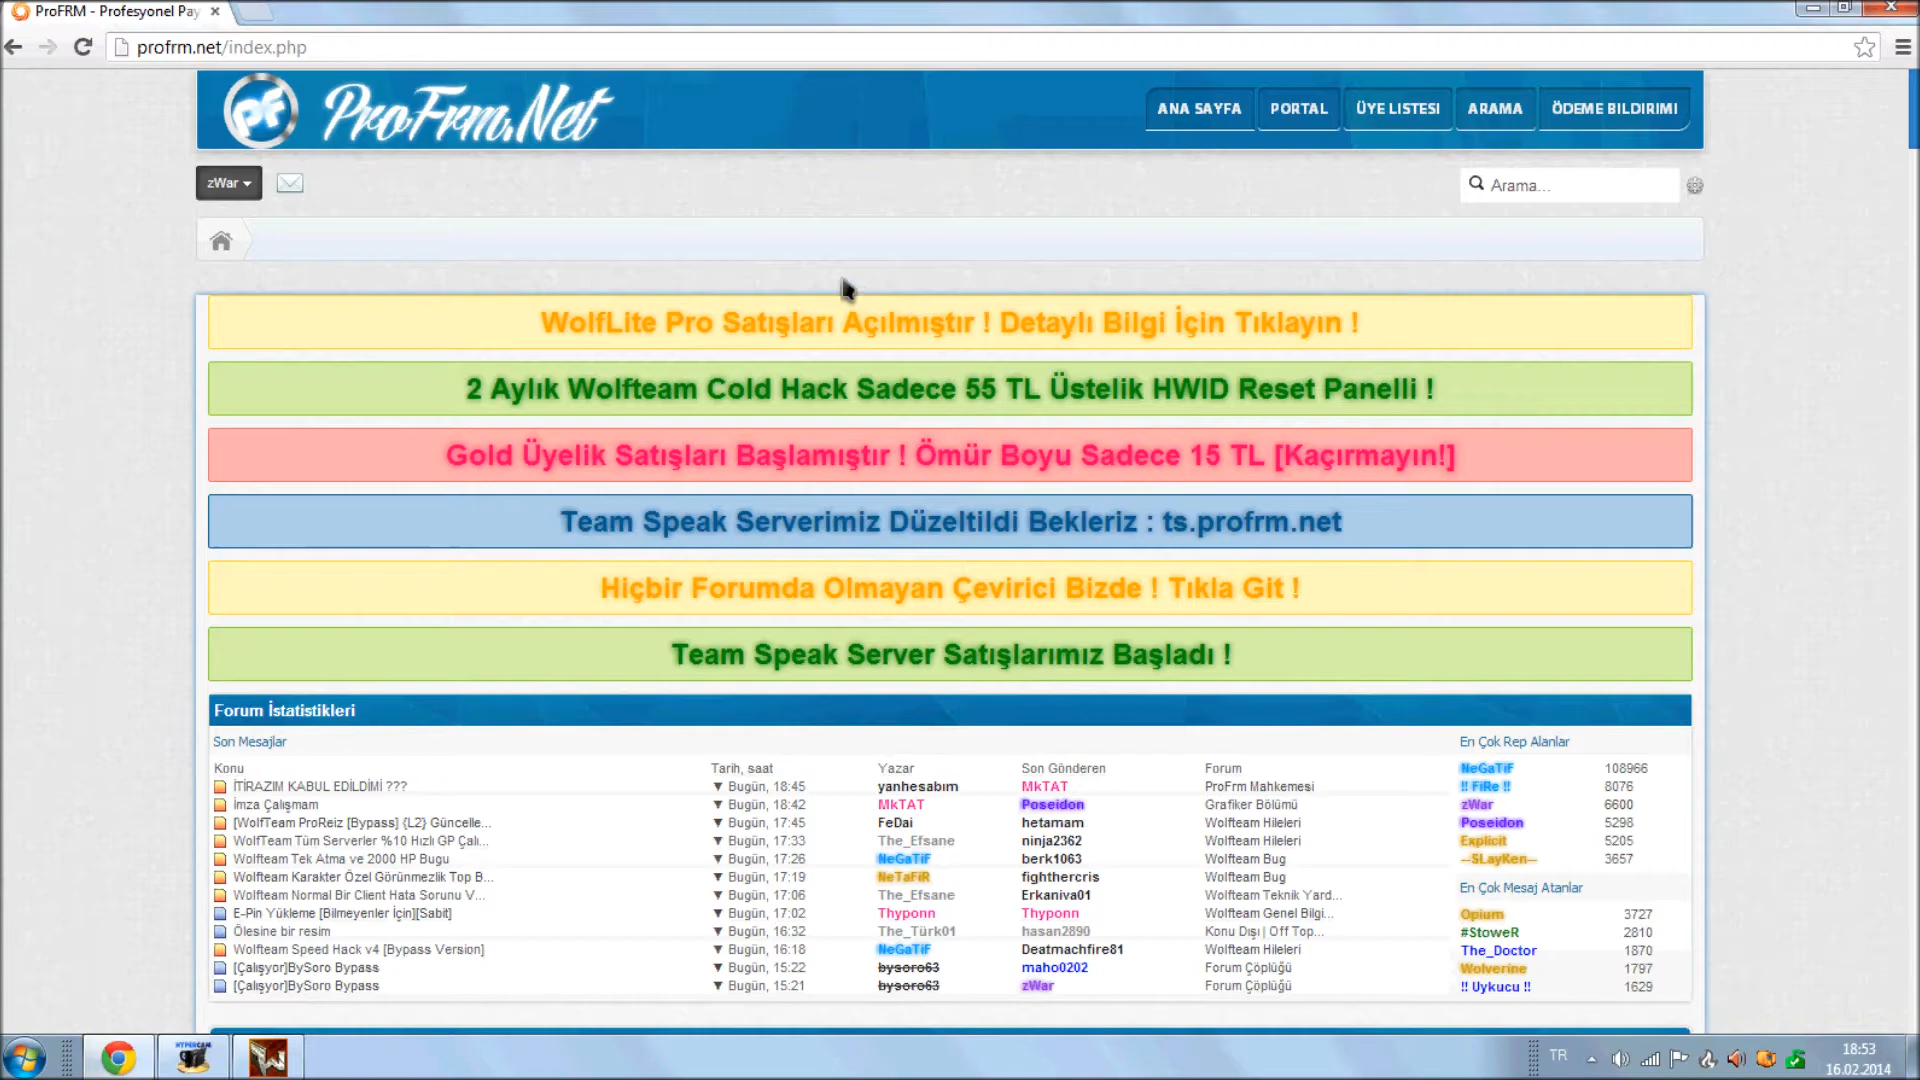 ProFRM - Profesyonel Pay
profrm.net/index.php
pf ProFrm.Net
ANA SAYFA PORTAL ÜYE LISTESI ARAMA ÖDEME BILDIRIMI
zWar
Arama...
WolfLite Pro Satışları Açılmıştır ! Detaylı Bilgi İçin Tıklayın !
2 Aylık Wolfteam Cold Hack Sadece 55 TL Üstelik HWID Reset Panelli !
Gold Üyelik Satışları Başlamıştır ! Ömür Boyu Sadece 15 TL [Kaçırmayın!]
Team Speak Serverimiz Düzeltildi Bekleriz : ts.profrm.net
Hiçbir Forumda Olmayan Çevirici Bizde ! Tıkla Git !
Team Speak Server Satışlarımız Başladı !
Forum İstatistikleri
Son Mesajlar
Konu Tarih, saat Yazar Son Gönderen Forum
İTİRAZIM KABUL EDİLDİMİ ??? Bugün, 18:45 yanhesabım MkTAT ProFrm Mahkemesi
İmza Çalışmam Bugün, 18:42 MkTAT Poseidon Grafiker Bölümü
[WolfTeam ProReiz [Bypass] {L2} Güncelle... Bugün, 17:45 FeDai hetamam Wolfteam Hileleri
WolfTeam Tüm Serverler %10 Hızlı GP Çalı... Bugün, 17:33 The_Efsane ninja2362 Wolfteam Hileleri
Wolfteam Tek Atma ve 2000 HP Bugu Bugün, 17:26 NeGaTiF berk1063 Wolfteam Bug
Wolfteam Karakter Özel Görünmezlik Top B... Bugün, 17:19 NeTaFiR fighthercris Wolfteam Bug
Wolfteam Normal Bir Client Hata Sorunu V... Bugün, 17:06 The_Efsane Erkaniva01 Wolfteam Teknik Yard...
E-Pin Yükleme [Bilmeyenler İçin][Sabit] Bugün, 17:02 Thyponn Thyponn Wolfteam Genel Bilgi...
Ölesine bir resim Bugün, 16:32 The_Türk01 hasan2890 Konu Dışı | Off Top...
Wolfteam Speed Hack v4 [Bypass Version] Bugün, 16:18 NeGaTiF Deatmachfire81 Wolfteam Hileleri
[Çalışyor]BySoro Bypass Bugün, 15:22 bysoro63 maho0202 Forum Çöplüğü
[Çalışyor]BySoro Bypass Bugün, 15:21 bysoro63 zWar Forum Çöplüğü
En Çok Rep Alanlar
NeGaTiF 108966
!! FiRe !! 8076
zWar 6600
Poseidon 5298
Explicit 5205
--SLayKen-- 3657
En Çok Mesaj Atanlar
Opium 3727
#StoweR 2810
The_Doctor 1870
Wolverine 1797
!! Uykucu !! 1629
HYPERCAM
TR
18:53
16.02.2014